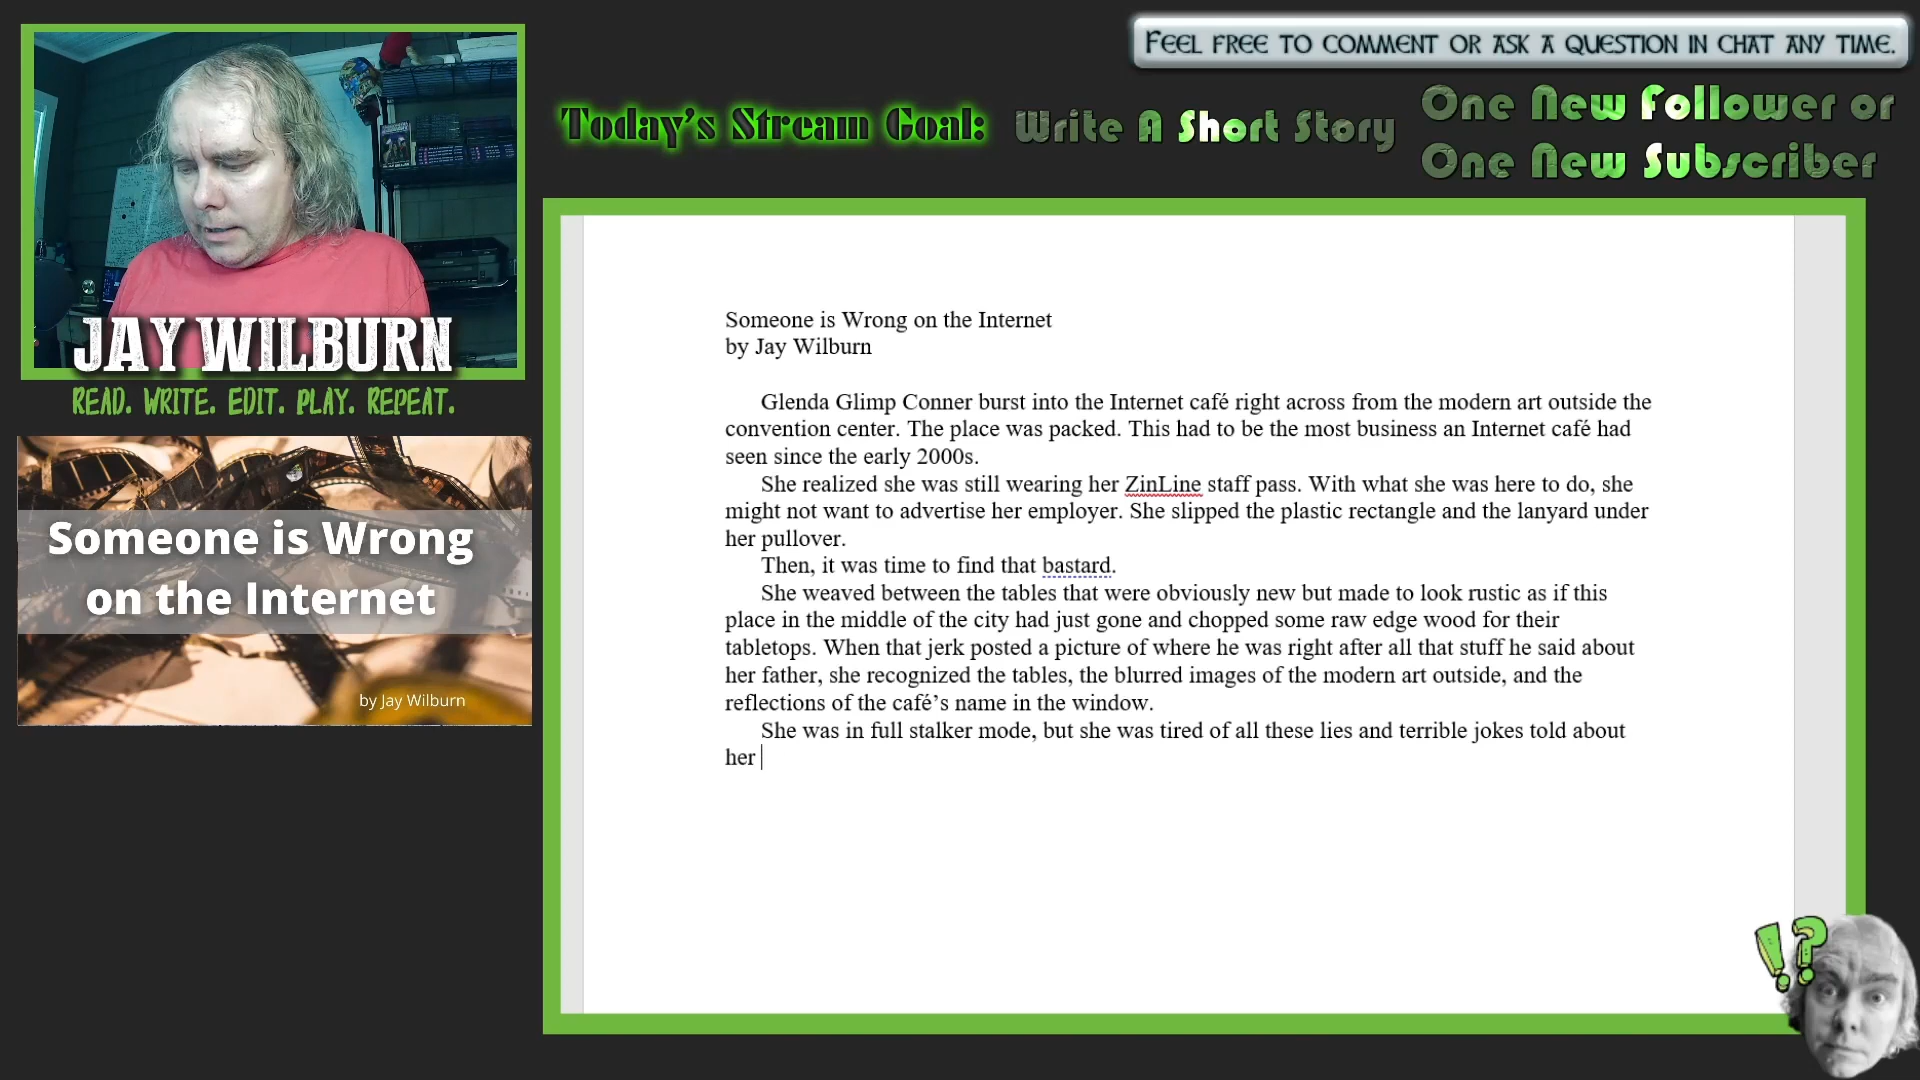 FEEL FREE TO COMMENT OR ASK A QUESTION IN CHAT ANY TIME.
Today's Stream Goal:
Write A Short Story
One New Follower or
One New Subscriber
JAY WILBURN
READ. WRITE. EDIT. PLAY. REPEAT.
Someone is Wrong
on the Internet
by Jay Wilburn
Someone is Wrong on the Internet
by Jay Wilburn
Glenda Glimp Conner burst into the Internet café right across from the modern art outside the
convention center. The place was packed. This had to be the most business an Internet café had
seen since the early 2000s.
She realized she was still wearing her ZinLine staff pass. With what she was here to do, she
might not want to advertise her employer. She slipped the plastic rectangle and the lanyard under
her pullover.
Then, it was time to find that bastard.
She weaved between the tables that were obviously new but made to look rustic as if this
place in the middle of the city had just gone and chopped some raw edge wood for their
tabletops. When that jerk posted a picture of where he was right after all that stuff he said about
her father, she recognized the tables, the blurred images of the modern art outside, and the
reflections of the café’s name in the window.
She was in full stalker mode, but she was tired of all these lies and terrible jokes told about
her
!?